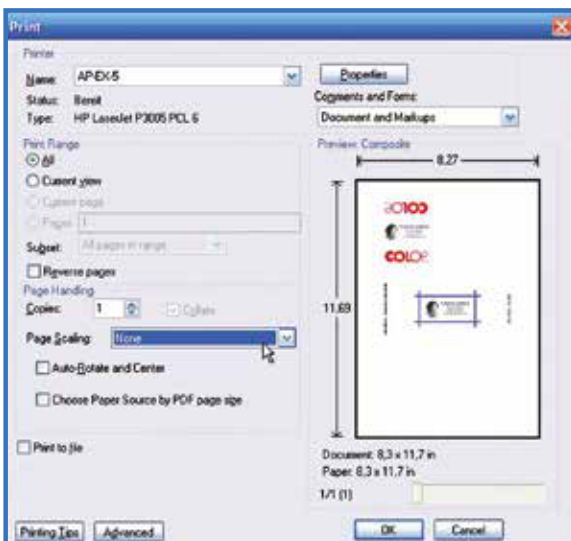 Print
Printer
Name: AP-EX-5
Properties
Status: Bereit
Comments and Forms:
Type: HP LaserJet P3005 PCL 6
Document and Markups
Print Range
Preview: Composite
All
8.27
Current view
Current page
Pages 1
Subset: All pages in range
Reverse pages
COLOP
Page Handling
Copies: 1 Collate
11.69
Page Scaling: None
Auto-Rotate and Center
Choose Paper Source by PDF page size
Print to file
Document: 8,3 x 11,7 in
Paper: 8,3 x 11,7 in
1/1 (1)
Printing Tips
Advanced
OK
Cancel